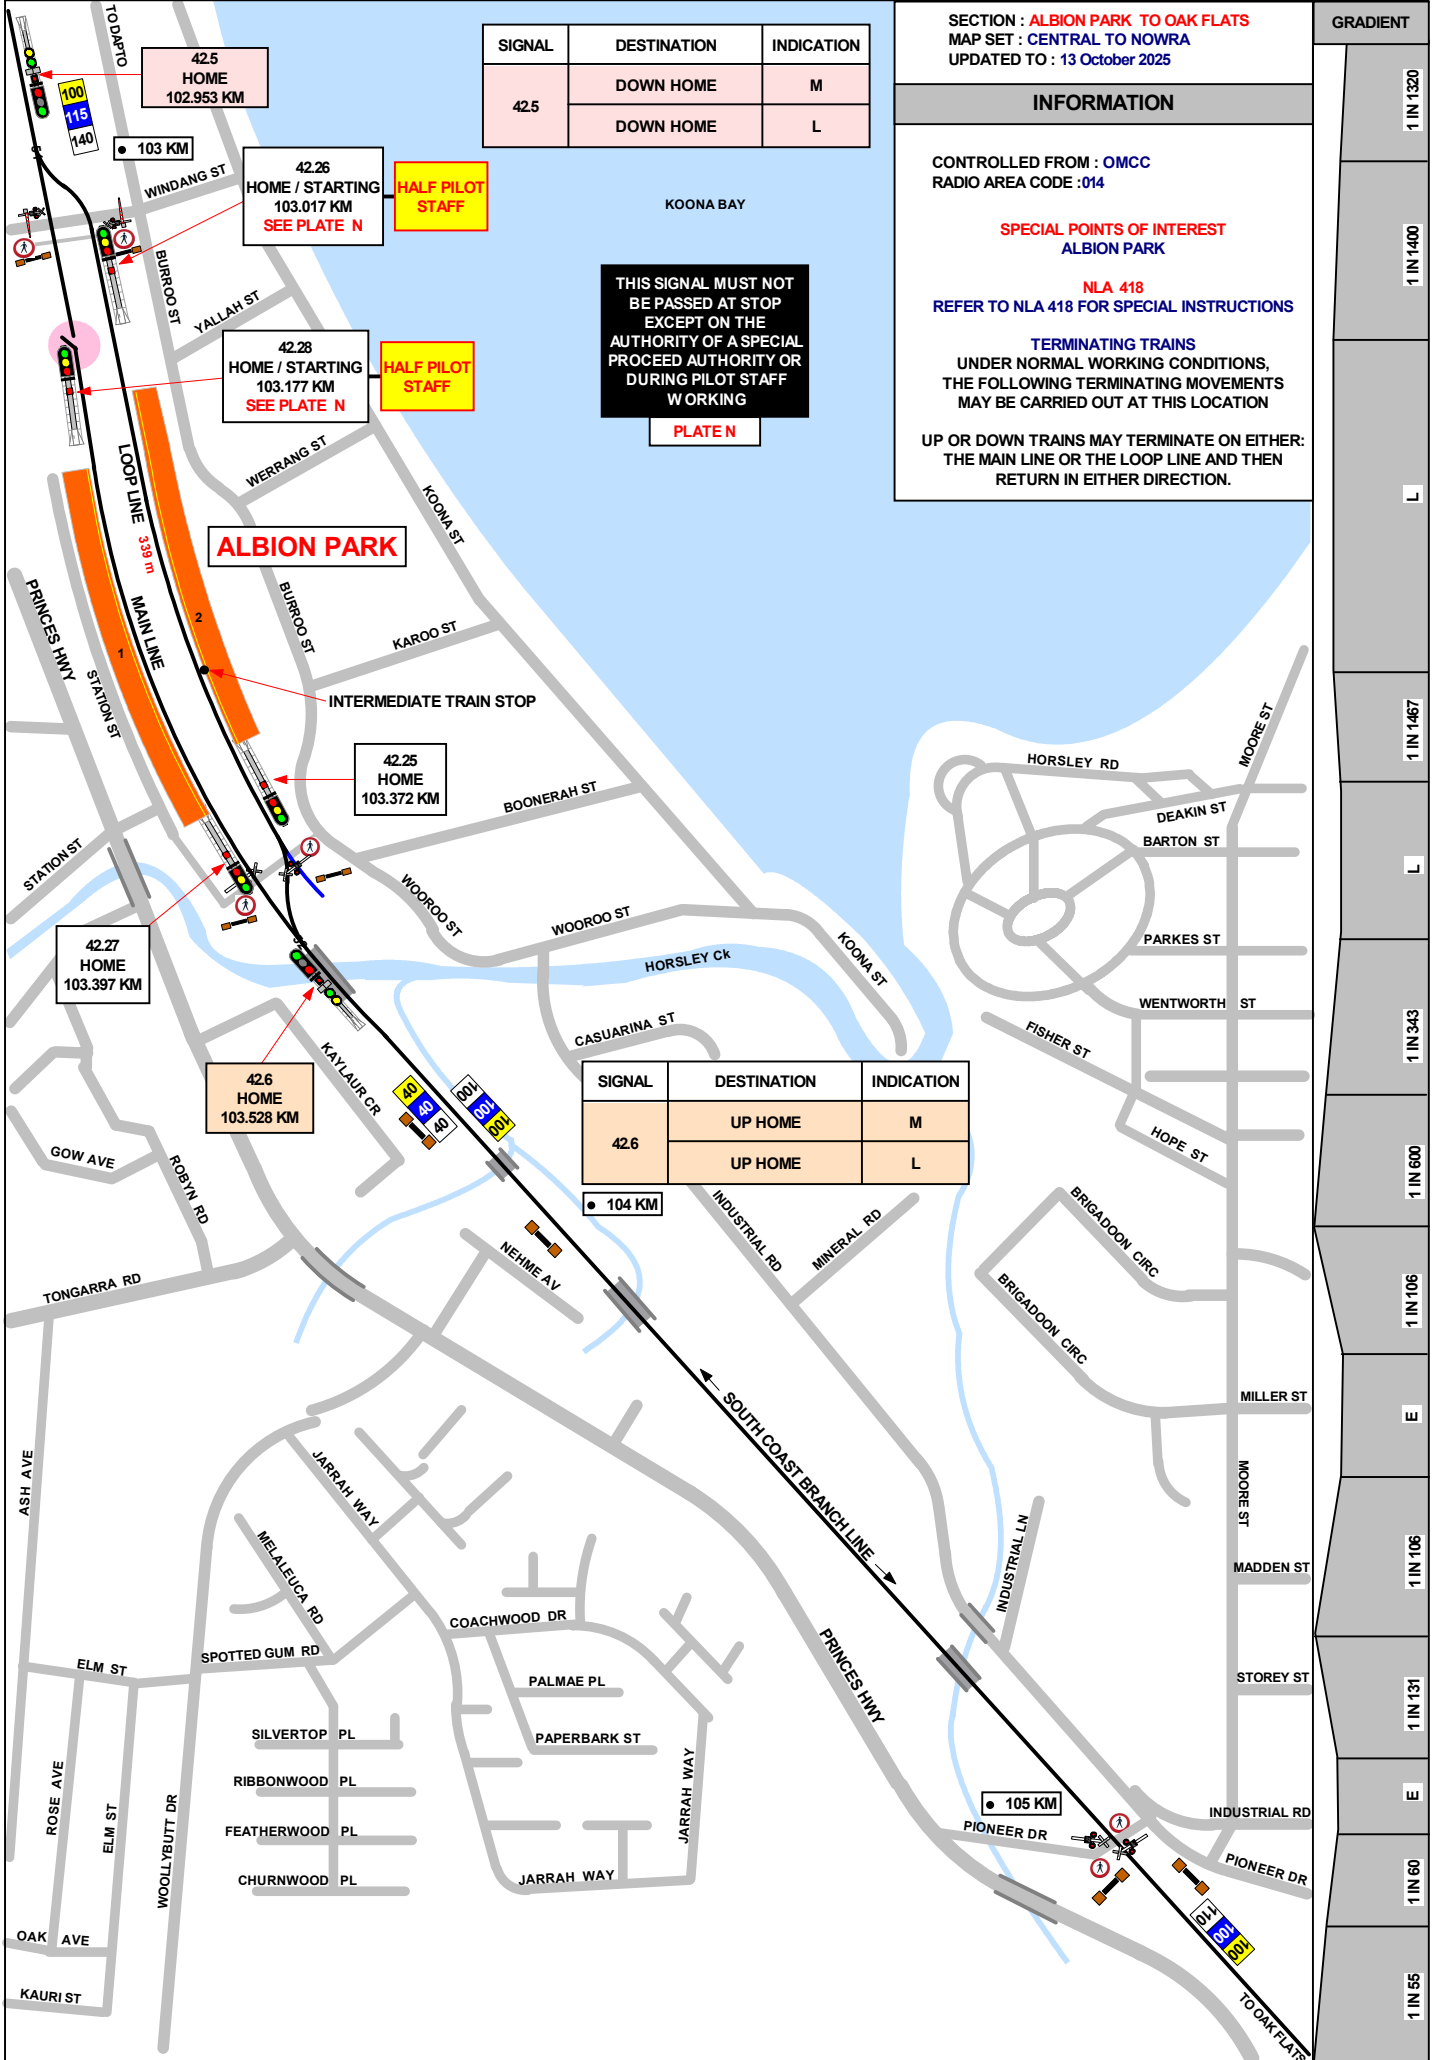 SECTION : ALBION PARK TO OAK FLATS
MAP SET : CENTRAL TO NOWRA
UPDATED TO : 13 October 2025
INFORMATION
CONTROLLED FROM : OMCC
RADIO AREA CODE :014
SPECIAL POINTS OF INTEREST
ALBION PARK
NLA 418
REFER TO NLA 418 FOR SPECIAL INSTRUCTIONS
TERMINATING TRAINS
UNDER NORMAL WORKING CONDITIONS,
THE FOLLOWING TERMINATING MOVEMENTS
MAY BE CARRIED OUT AT THIS LOCATION
UP OR DOWN TRAINS MAY TERMINATE ON EITHER:
THE MAIN LINE OR THE LOOP LINE AND THEN
RETURN IN EITHER DIRECTION.
GRADIENT
1 IN 1320
1 IN 1400
L
1 IN 1467
L
1 IN 343
1 IN 600
1 IN 106
E
1 IN 106
1 IN 131
E
1 IN 60
1 IN 55
SIGNAL DESTINATION INDICATION
42.5 DOWN HOME M
DOWN HOME L
TO DAPTO
42.5
HOME
102.953 KM
100
115
140
51
103 KM
WINDANG ST
42.26
HOME / STARTING
103.017 KM
SEE PLATE N
HALF PILOT
STAFF
KOONA BAY
BURROO ST
YALLAH ST
THIS SIGNAL MUST NOT
BE PASSED AT STOP
EXCEPT ON THE
AUTHORITY OF A SPECIAL
PROCEED AUTHORITY OR
DURING PILOT STAFF
WORKING
PLATE N
42.28
HOME / STARTING
103.177 KM
SEE PLATE N
HALF PILOT
STAFF
WERRANG ST
KOONA ST
LOOP LINE
339 m
ALBION PARK
MAIN LINE
1
2
PRINCES HWY
STATION ST
BURROO ST
KAROO ST
INTERMEDIATE TRAIN STOP
42.25
HOME
103.372 KM
BOONERAH ST
STATION ST
WOOROO ST
WOOROO ST
KOONA ST
42.27
HOME
103.397 KM
52
HORSLEY Ck
CASUARINA ST
42.6
HOME
103.528 KM
KAYLAUR CR
40
40
40
100
100
100
SIGNAL DESTINATION INDICATION
42.6 UP HOME M
UP HOME L
104 KM
HORSLEY RD
MOORE ST
DEAKIN ST
BARTON ST
PARKES ST
WENTWORTH ST
FISHER ST
HOPE ST
BRIGADOON CIRC
BRIGADOON CIRC
GOW AVE
ROBYN RD
TONGARRA RD
NEHME AV
INDUSTRIAL RD
MINERAL RD
MILLER ST
SOUTH COAST BRANCH LINE
ASH AVE
JARRAH WAY
MELALEUCA RD
MOORE ST
INDUSTRIAL LN
MADDEN ST
COACHWOOD DR
SPOTTED GUM RD
ELM ST
PALMAE PL
PRINCES HWY
STOREY ST
SILVERTOP PL
PAPERBARK ST
RIBBONWOOD PL
ROSE AVE
ELM ST
WOOLLYBUTT DR
JARRAH WAY
105 KM
INDUSTRIAL RD
FEATHERWOOD PL
PIONEER DR
PIONEER DR
CHURNWOOD PL
JARRAH WAY
110
100
100
OAK AVE
KAURI ST
TO OAK FLATS